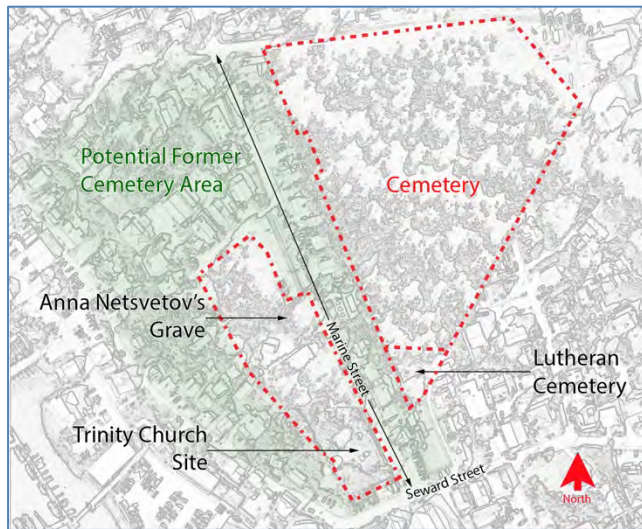 Potential Former
Cemetery Area
Cemetery
Anna Netsvetov's
Grave
Marine Street
Lutheran
Cemetery
Trinity Church
Site
Seward Street
North